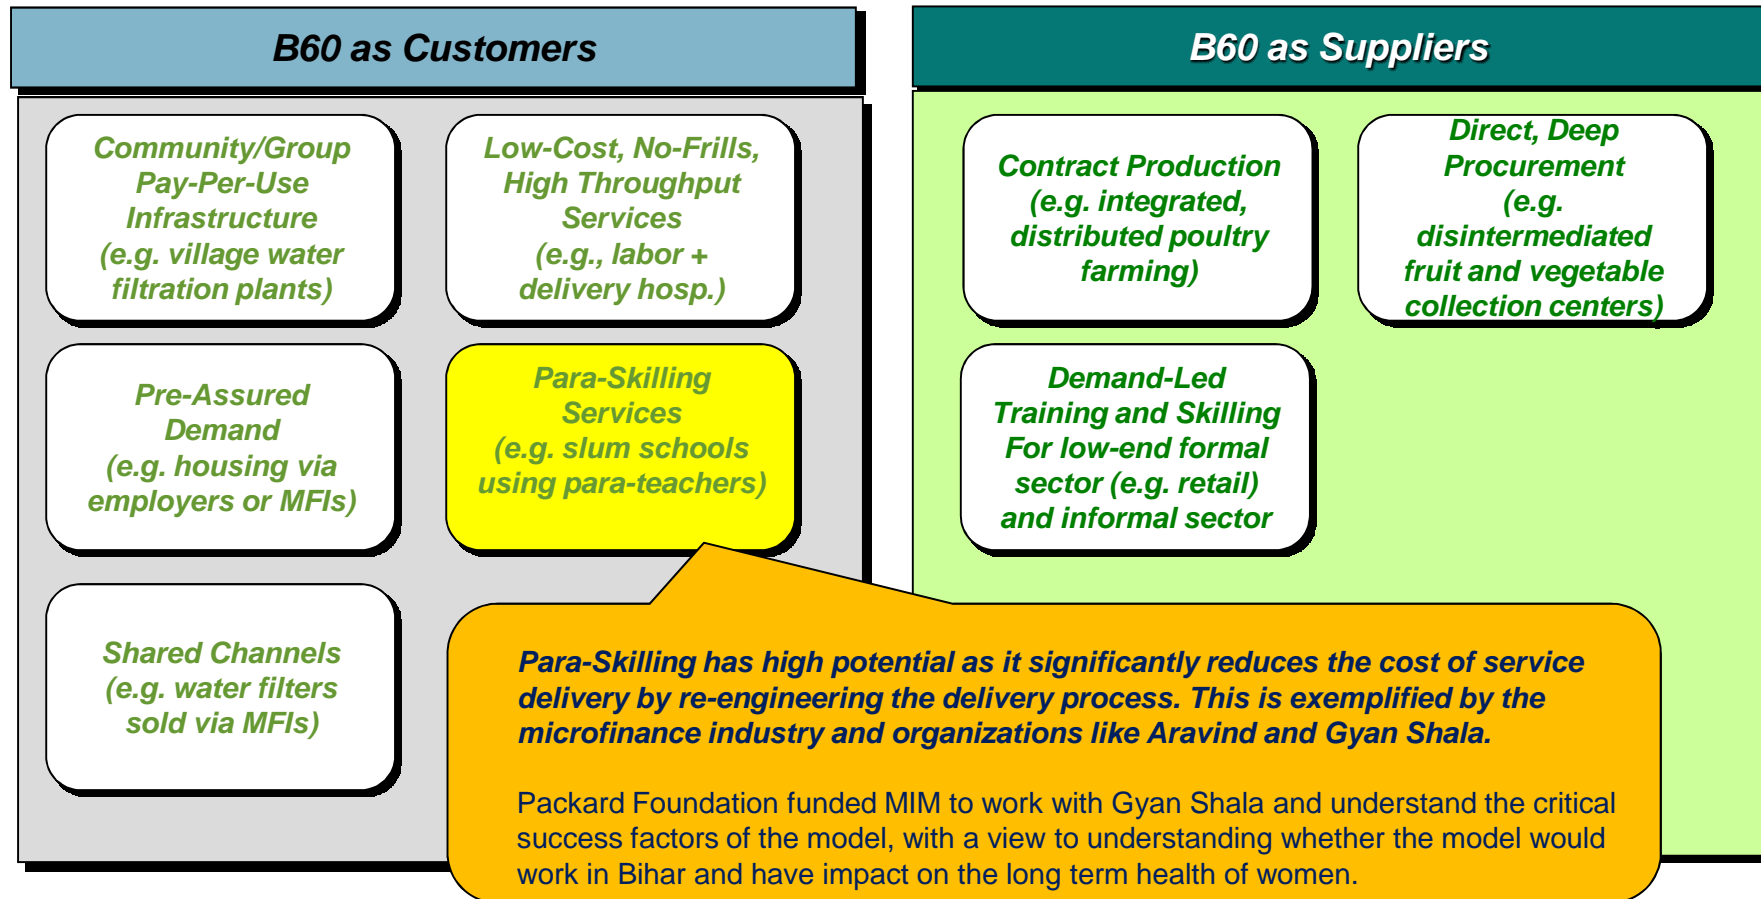 B60 as Customers
Community/Group
Pay-Per-Use
Infrastructure
(e.g. village water
filtration plants)
Low-Cost, No-Frills,
High Throughput
Services
(e.g., labor +
delivery hosp.)
Pre-Assured
Demand
(e.g. housing via
employers or MFIs)
Para-Skilling
Services
(e.g. slum schools
using para-teachers)
Shared Channels
(e.g. water filters
sold via MFIs)
B60 as Suppliers
Contract Production
(e.g. integrated,
distributed poultry
farming)
Direct, Deep
Procurement
(e.g.
disintermediated
fruit and vegetable
collection centers)
Demand-Led
Training and Skilling
For low-end formal
sector (e.g. retail)
and informal sector
Para-Skilling has high potential as it significantly reduces the cost of service
delivery by re-engineering the delivery process. This is exemplified by the
microfinance industry and organizations like Aravind and Gyan Shala.
Packard Foundation funded MIM to work with Gyan Shala and understand the critical
success factors of the model, with a view to understanding whether the model would
work in Bihar and have impact on the long term health of women.